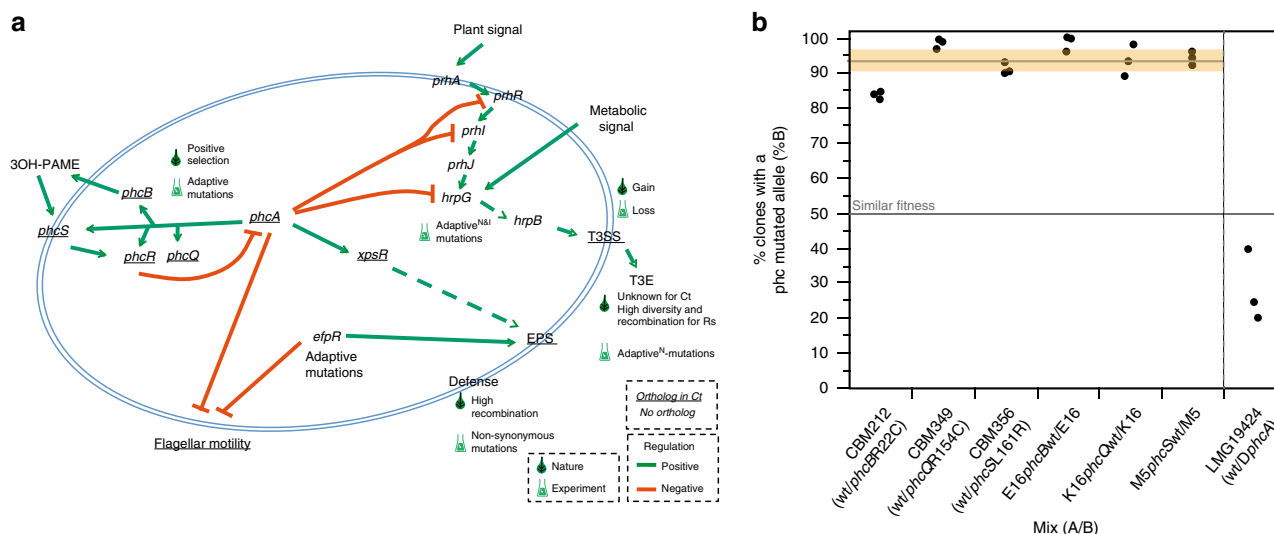 a
Plant signal
prhA
prhR
prhI
prhJ
hrpG
hrpB
Metabolic
signal
3OH-PAME
Positive
selection
Adaptive
mutations
phcB
phcS
phcA
phcR
phcQ
xpsR
Adaptive^N&I
mutations
Gain
Loss
T3SS
T3E
Unknown for Ct
High diversity and
recombination for Rs
Adaptive^N-mutations
efpR
Adaptive
mutations
EPS
Defense
High
recombination
Non-synonymous
mutations
Flagellar motility
Ortholog in Ct
No ortholog
Nature
Experiment
Regulation
Positive
Negative
b
% clones with a
phc mutated allele (%B)
100
90
80
70
60
50
40
30
20
10
0
Similar fitness
CBM212
(wt/phcBR22C)
CBM349
(wt/phcQR154C)
CBM356
(wt/phcSL161R)
E16phcBwt/E16
K16phcQwt/K16
M5phcSwt/M5
LMG19424
(wt/DphcA)
Mix (A/B)